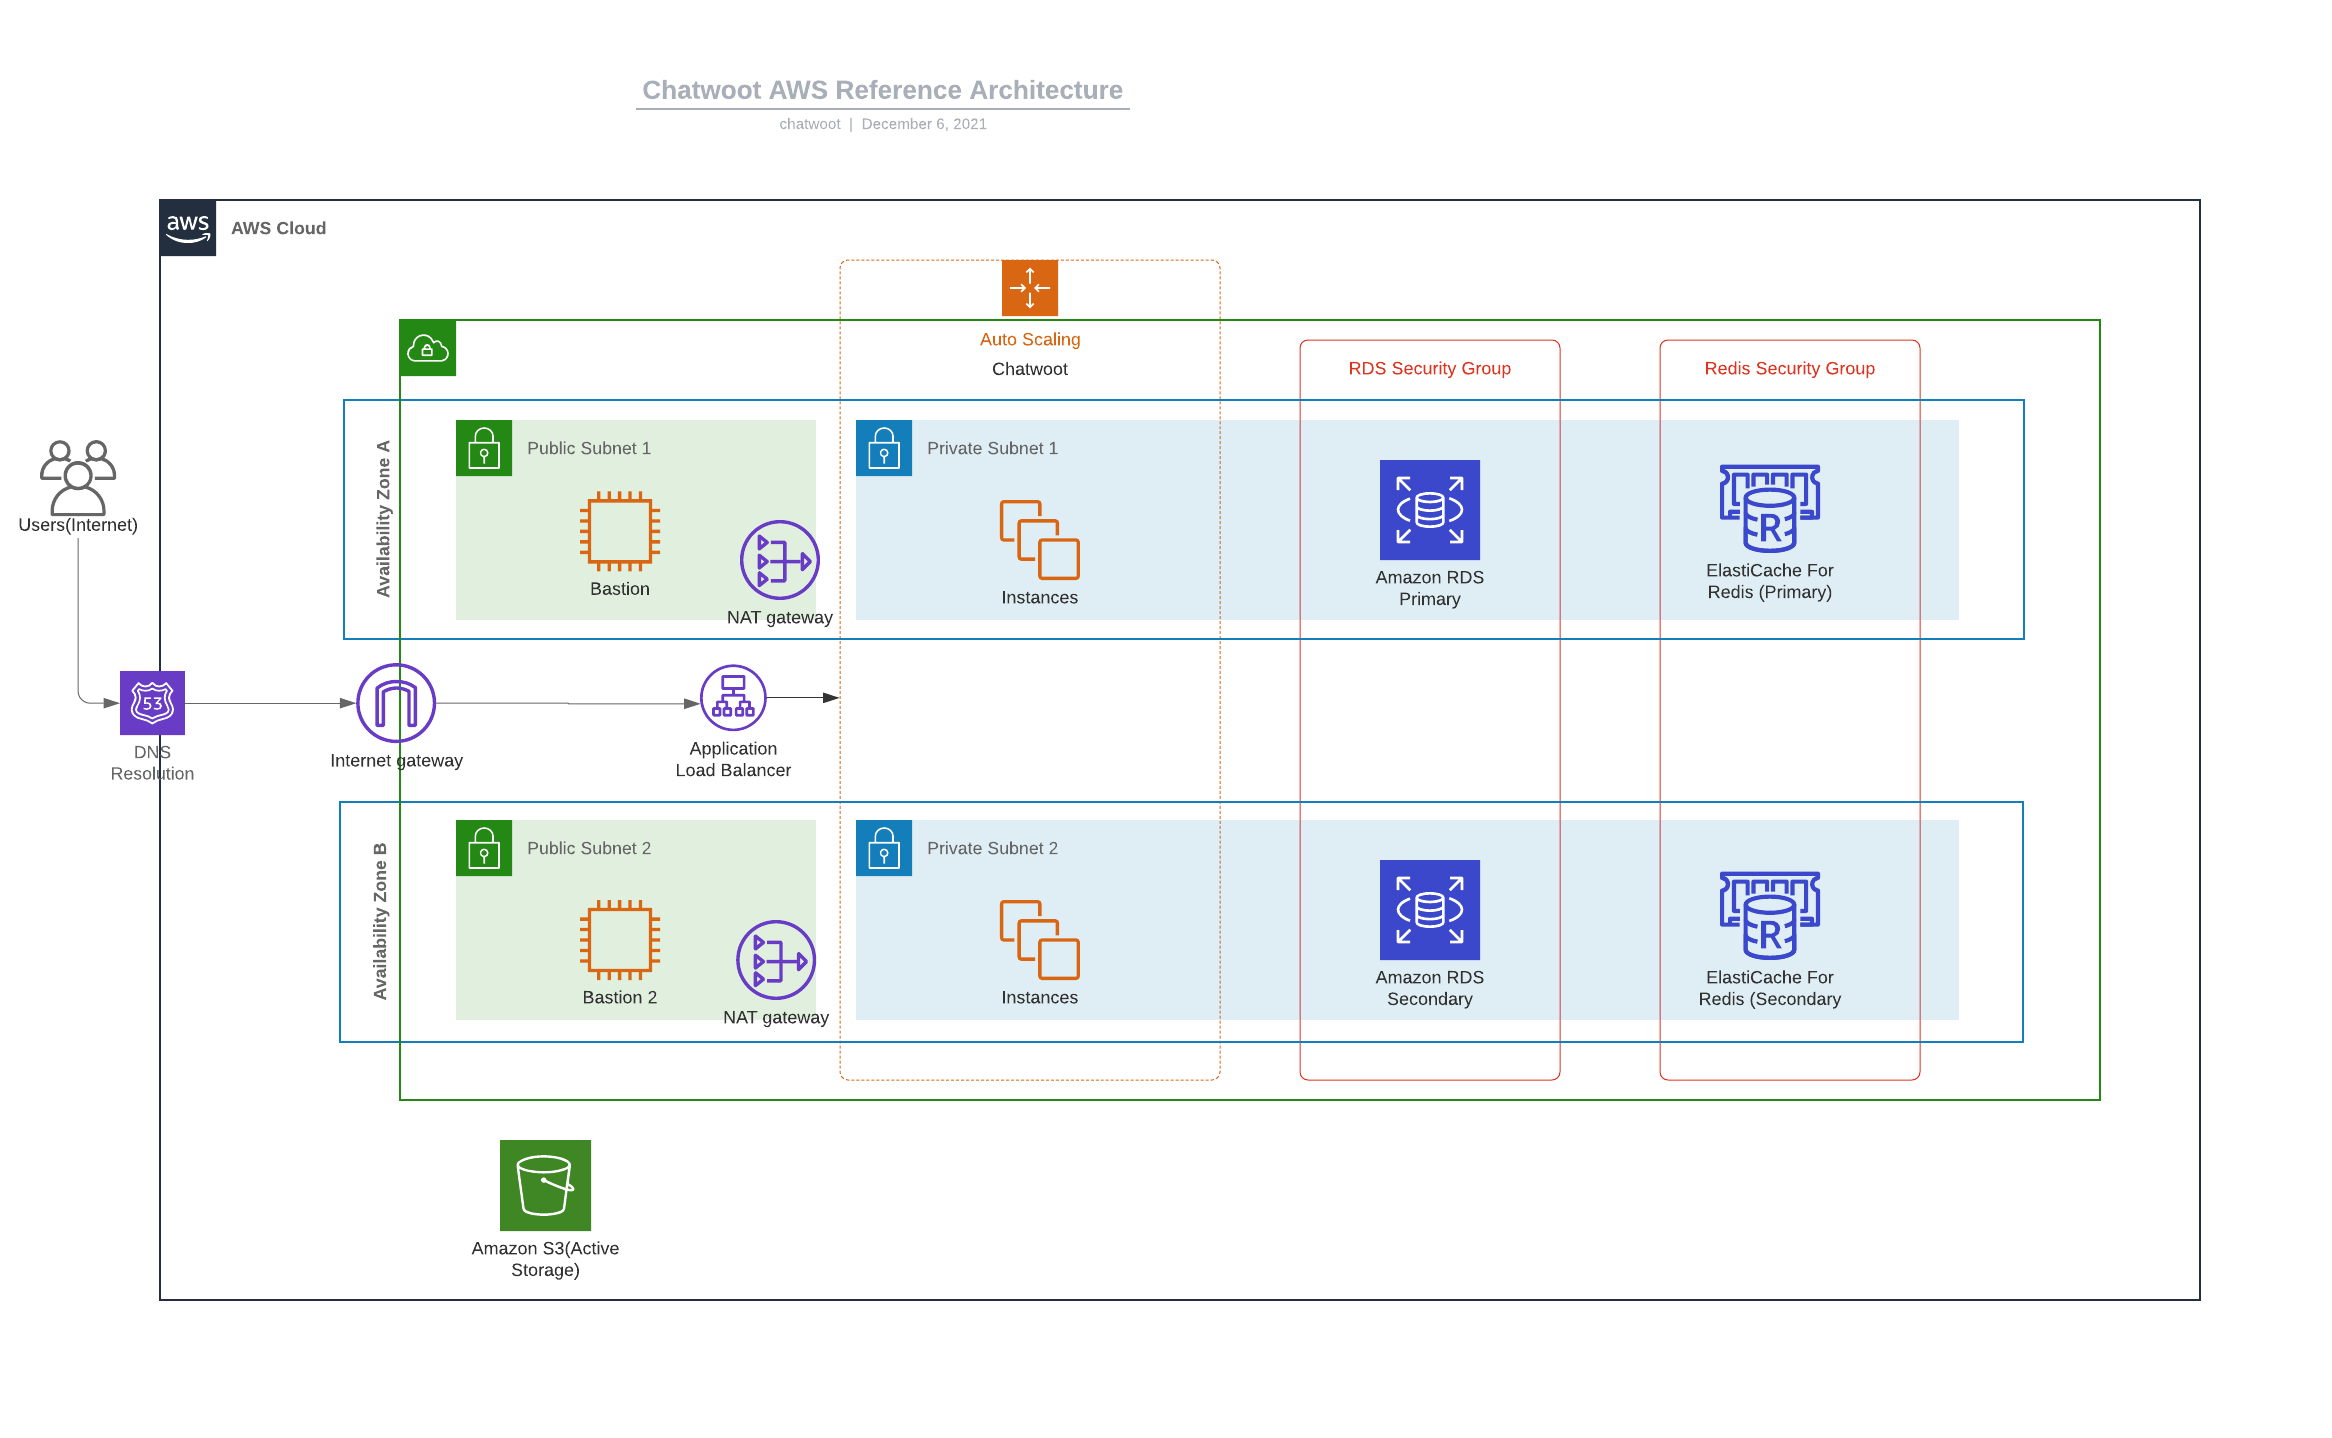 Chatwoot AWS Reference Architecture
chatwoot | December 6, 2021
aws
AWS Cloud
Auto Scaling
Chatwoot
RDS Security Group
Redis Security Group
Availability Zone A
Public Subnet 1
Private Subnet 1
Users(Internet)
Bastion
NAT gateway
Instances
Amazon RDS
Primary
R
ElastiCache For
Redis (Primary)
53
DNS
Resolution
Internet gateway
Application
Load Balancer
Availability Zone B
Public Subnet 2
Private Subnet 2
Bastion 2
NAT gateway
Instances
Amazon RDS
Secondary
R
ElastiCache For
Redis (Secondary
Amazon S3(Active
Storage)